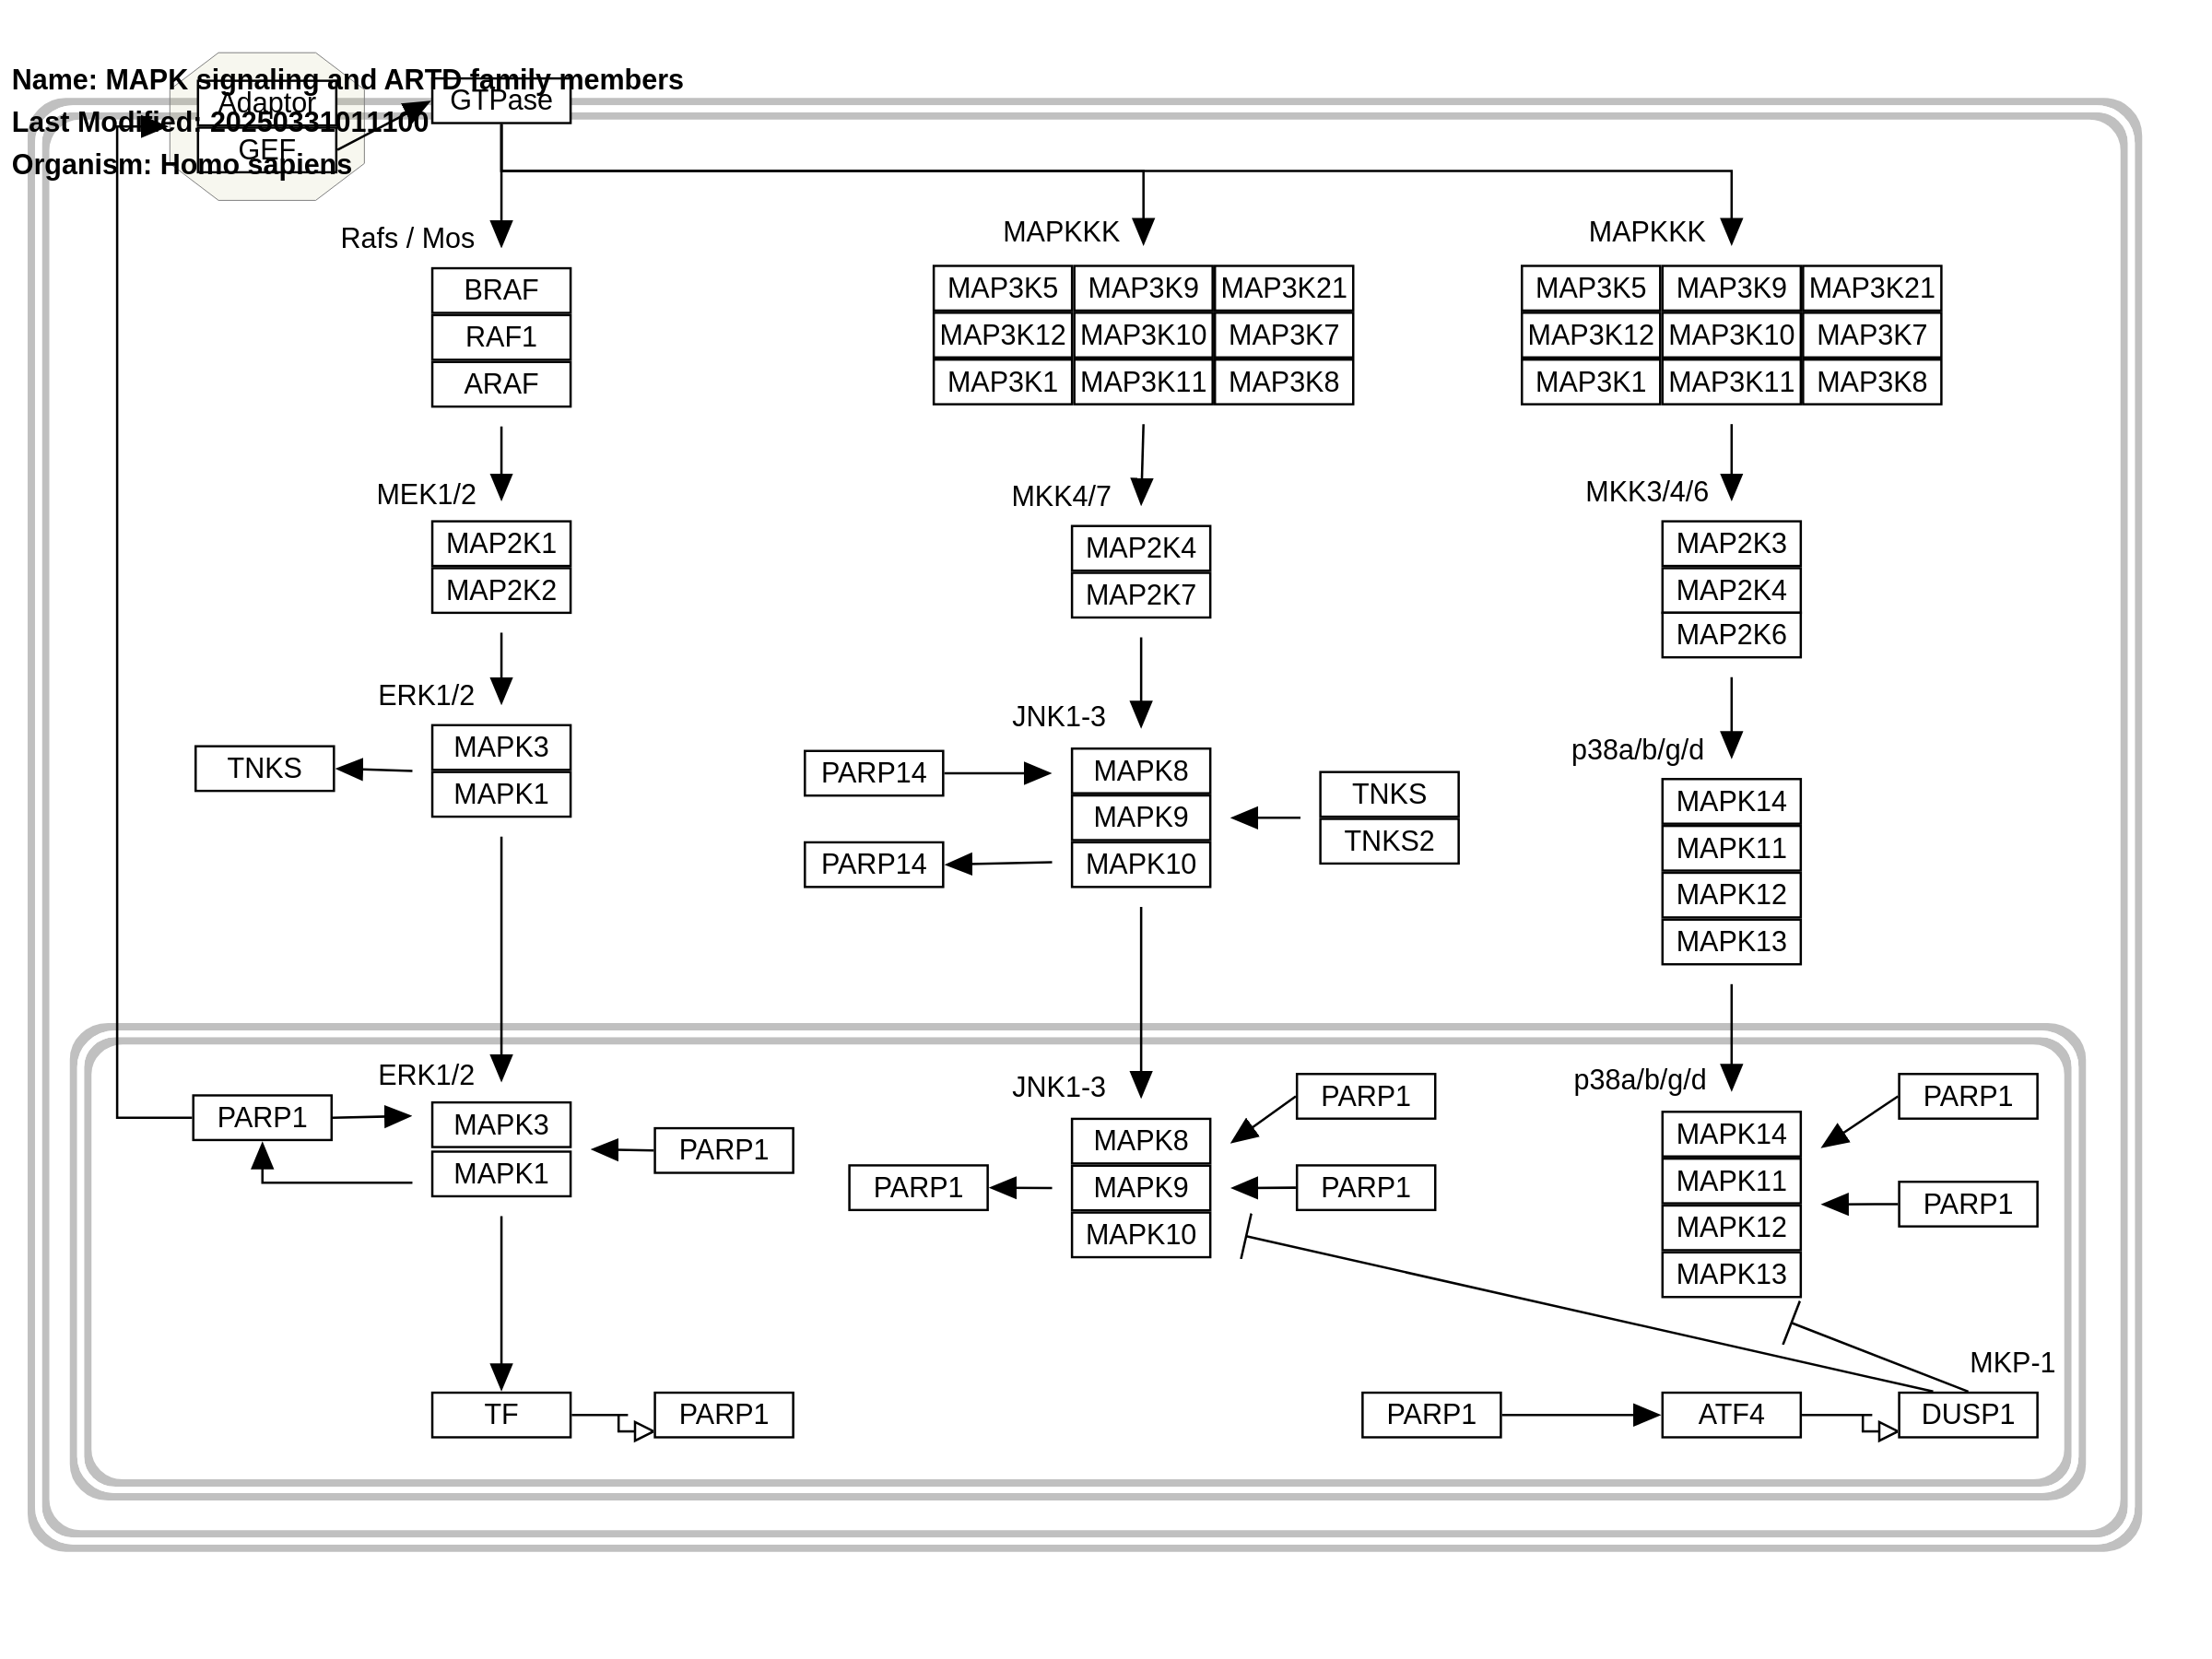 Name: MAPK signaling and ARTD family members
Adaptor
GTPase
Last Modified: 20250331011100
GEF
Organism: Homo sapiens
Rafs / Mos
MAPKKK
MAPKKK
BRAF
RAF1
ARAF
MAP3K5 MAP3K9 MAP3K21
MAP3K12 MAP3K10 MAP3K7
MAP3K1 MAP3K11 MAP3K8
MAP3K5 MAP3K9 MAP3K21
MAP3K12 MAP3K10 MAP3K7
MAP3K1 MAP3K11 MAP3K8
MEK1/2
MAP2K1
MAP2K2
MKK4/7
MAP2K4
MAP2K7
MKK3/4/6
MAP2K3
MAP2K4
MAP2K6
ERK1/2
TNKS
MAPK3
MAPK1
JNK1-3
PARP14
PARP14
MAPK8
MAPK9
MAPK10
TNKS
TNKS2
p38a/b/g/d
MAPK14
MAPK11
MAPK12
MAPK13
ERK1/2
PARP1
MAPK3
MAPK1
PARP1
JNK1-3
PARP1
MAPK8
MAPK9
MAPK10
PARP1
PARP1
p38a/b/g/d
MAPK14
MAPK11
MAPK12
MAPK13
PARP1
PARP1
MKP-1
TF
PARP1
PARP1
ATF4
DUSP1